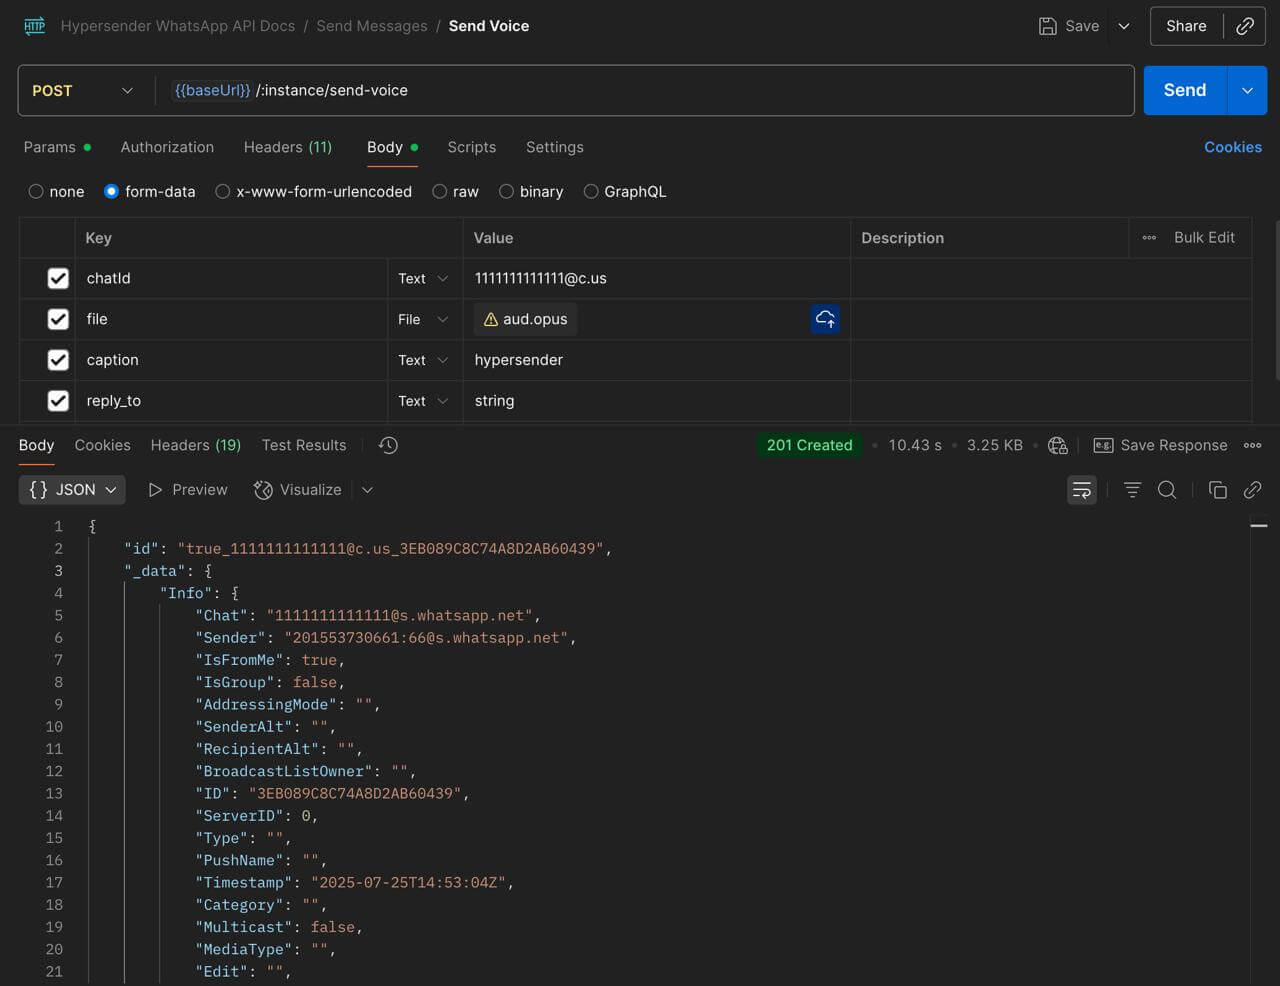 HTTP Hypersender WhatsApp API Docs / Send Messages / Send Voice Save Share
POST {{baseUrl}} /:instance/send-voice Send
Params Authorization Headers (11) Body Scripts Settings Cookies
none form-data x-www-form-urlencoded raw binary GraphQL
Key Value Description Bulk Edit
chatId Text 1111111111111@c.us
file File aud.opus
caption Text hypersender
reply_to Text string
Body Cookies Headers (19) Test Results 201 Created • 10.43 s • 3.25 KB • e.g. Save Response
{} JSON Preview Visualize
1 {
2 "id": "true_1111111111111@c.us_3EB089C8C74A8D2AB60439",
3 "_data": {
4 "Info": {
5 "Chat": "1111111111111@s.whatsapp.net",
6 "Sender": "201553730661:66@s.whatsapp.net",
7 "IsFromMe": true,
8 "IsGroup": false,
9 "AddressingMode": "",
10 "SenderAlt": "",
11 "RecipientAlt": "",
12 "BroadcastListOwner": "",
13 "ID": "3EB089C8C74A8D2AB60439",
14 "ServerID": 0,
15 "Type": "",
16 "PushName": "",
17 "Timestamp": "2025-07-25T14:53:04Z",
18 "Category": "",
19 "Multicast": false,
20 "MediaType": "",
21 "Edit": "",